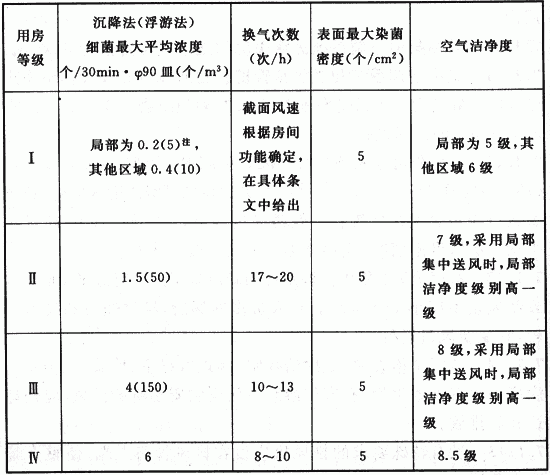 用房等级
沉降法(浮游法)
细菌最大平均浓度
个/30min·φ90 皿(个/m³)
换气次数
(次/h)
表面最大染菌
密度(个/cm²)
空气洁净度
Ⅰ
局部为 0.2(5)注，
其他区域 0.4(10)
截面风速
根据房间
功能确定，
在具体条
文中给出
5
局部为 5 级，其
他区域 6 级
Ⅱ
1.5(50)
17～20
5
7 级，采用局部
集中送风时，局部
洁净度级别高一
级
Ⅲ
4(150)
10～13
5
8 级，采用局部
集中送风时，局部
洁净度级别高一
级
Ⅳ
6
8～10
5
8.5 级